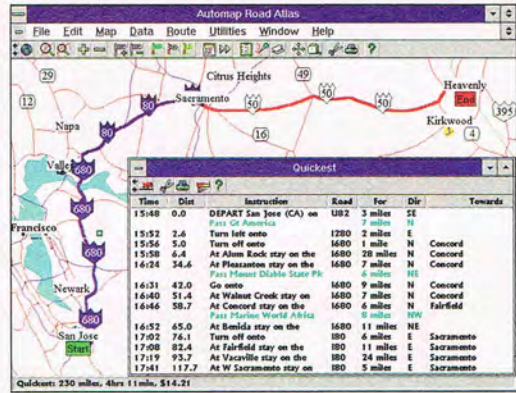 Automap Road Atlas
File Edit Map Data Route Utilities Window Help
29
Citrus Heights
49
Heavenly
End
12
80
Sacramento
50
50
50
395
80
Napa
Kirkwood
16
4
680
Valle
680
Francisco
680
Newark
680
San Jose
Start
Quickest
Time Dist Instruction Road For Dir Towards
15:48 0.0 DEPART San Jose (CA) on U82 3 miles SE
Pass Gt America 7 miles N
15:52 2.6 Turn left onto I280 2 miles E
15:56 5.0 Turn off onto I680 1 mile N Concord
15:58 6.4 At Alum Rock stay on the I680 28 miles N Concord
16:24 34.6 At Pleasanton stay on the I680 7 miles N Concord
Pass Mount Diablo State Pk 6 miles NE
16:31 42.0 Go onto I680 9 miles N Concord
16:40 51.4 At Walnut Creek stay on I680 7 miles N Concord
16:46 58.7 At Concord stay on the I680 6 miles N Fairfield
Pass Marine World Africa 8 miles NW
16:52 65.0 At Benicia stay on the I680 11 miles NE
17:02 76.1 Turn off onto I80 6 miles E Sacramento
17:08 82.4 At Fairfield stay on the I80 11 miles E Sacramento
17:19 93.7 At Vacaville stay on the I80 24 miles E Sacramento
17:41 117.7 At W Sacramento stay on I80 5 miles E Sacramento
Quickest: 230 miles, 4hrs 11min, $14.21